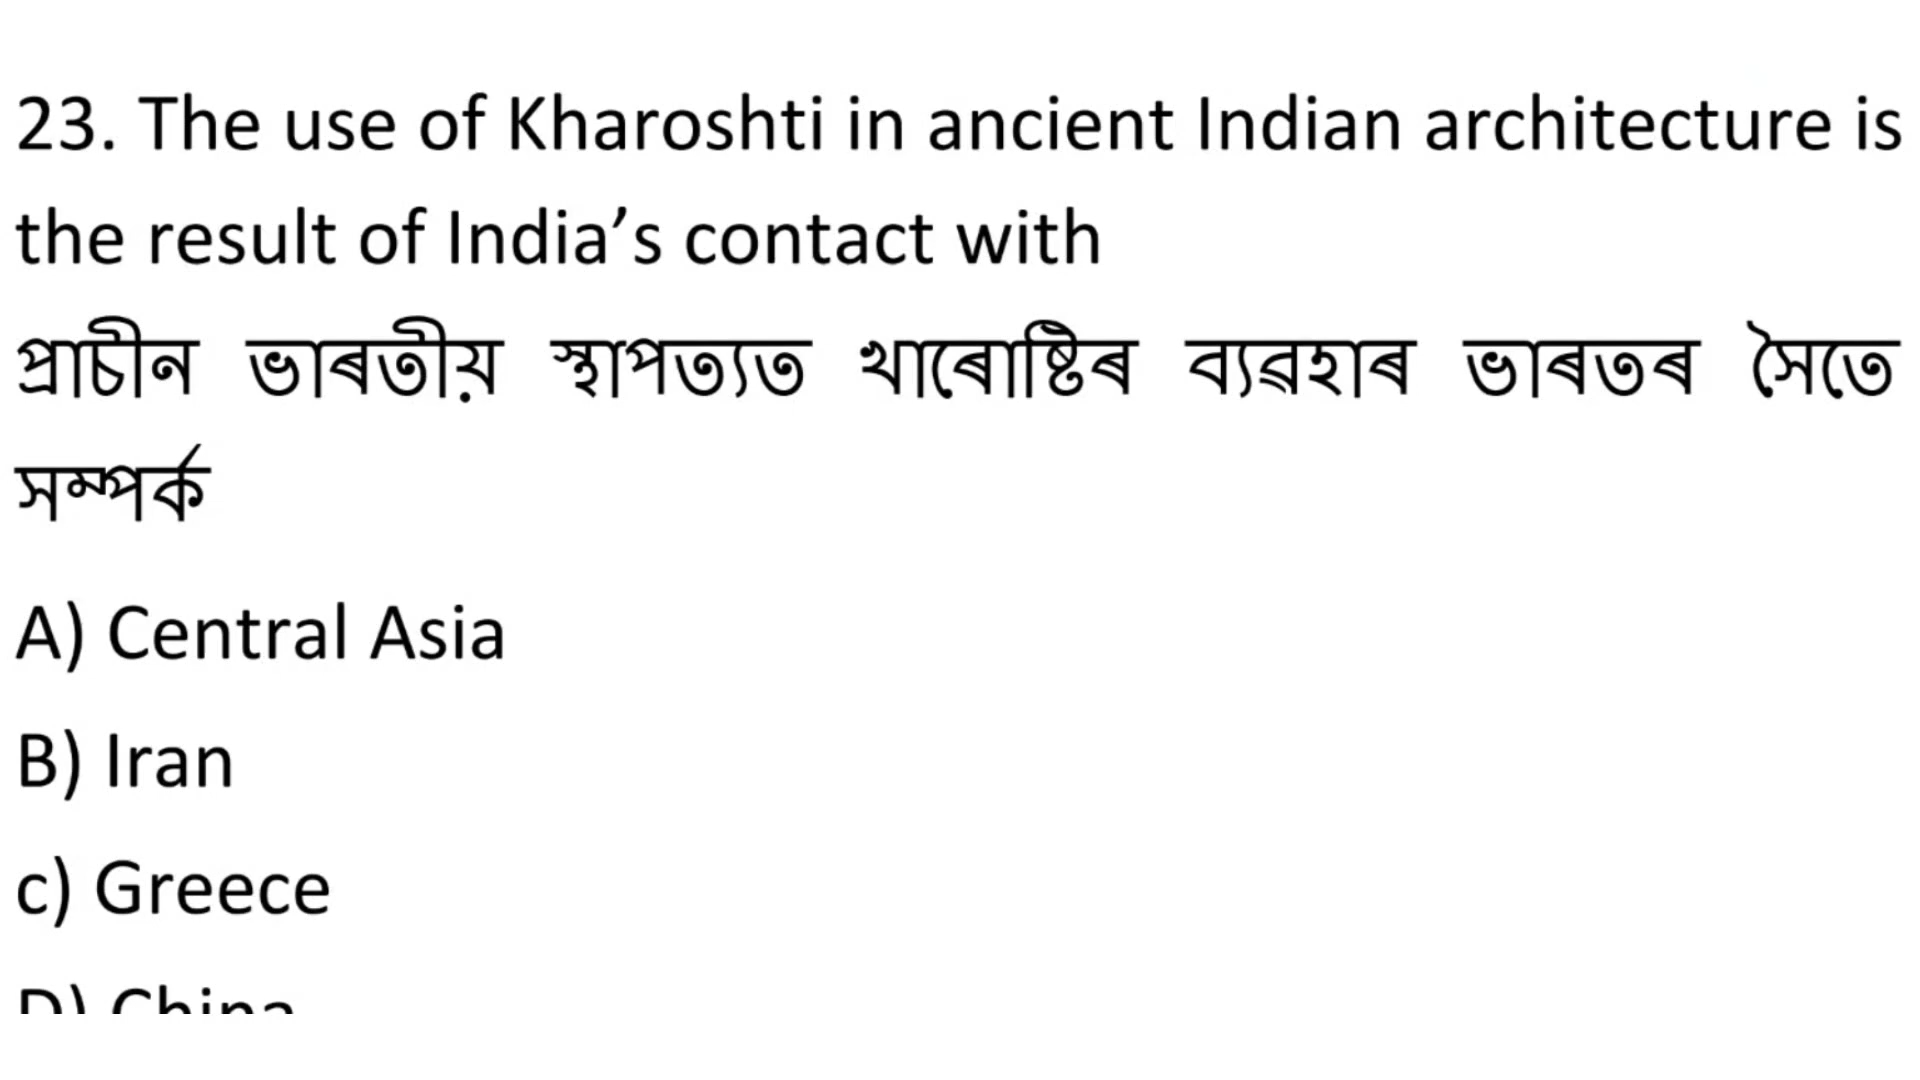 23. The use of Kharoshti in ancient Indian architecture is
the result of India’s contact with
প্ৰাচীন ভাৰতীয় স্থাপত্যত খাৰোষ্টিৰ ব্যৱহাৰ ভাৰতৰ সৈতে
সম্পৰ্ক
A) Central Asia
B) Iran
c) Greece
D) China